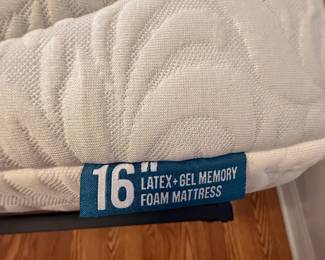 16" LATEX+GEL MEMORY
FOAM MATTRESS